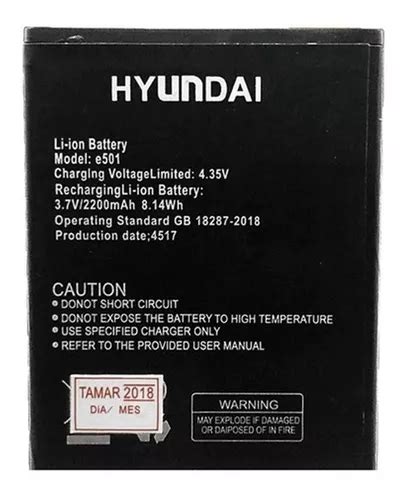 HYUNDAI
Li-ion Battery
Model: e501
Charging VoltageLimited: 4.35V
RechargingLi-ion Battery:
3.7V/2200mAh 8.14Wh
Operating Standard GB 18287-2018
Production date;4517
CAUTION
DONOT SHORT CIRCUIT
DONOT EXPOSE THE BATTERY TO HIGH TEMPERATURE
USE SPECIFIED CHARGER ONLY
REFER TO THE PROVIDED USER MANUAL
TAMAR 2018
DiA/ MES
WARNING
MAY EXPLODE IF DAMAGED
OR DISPOSED OF IN FIRE